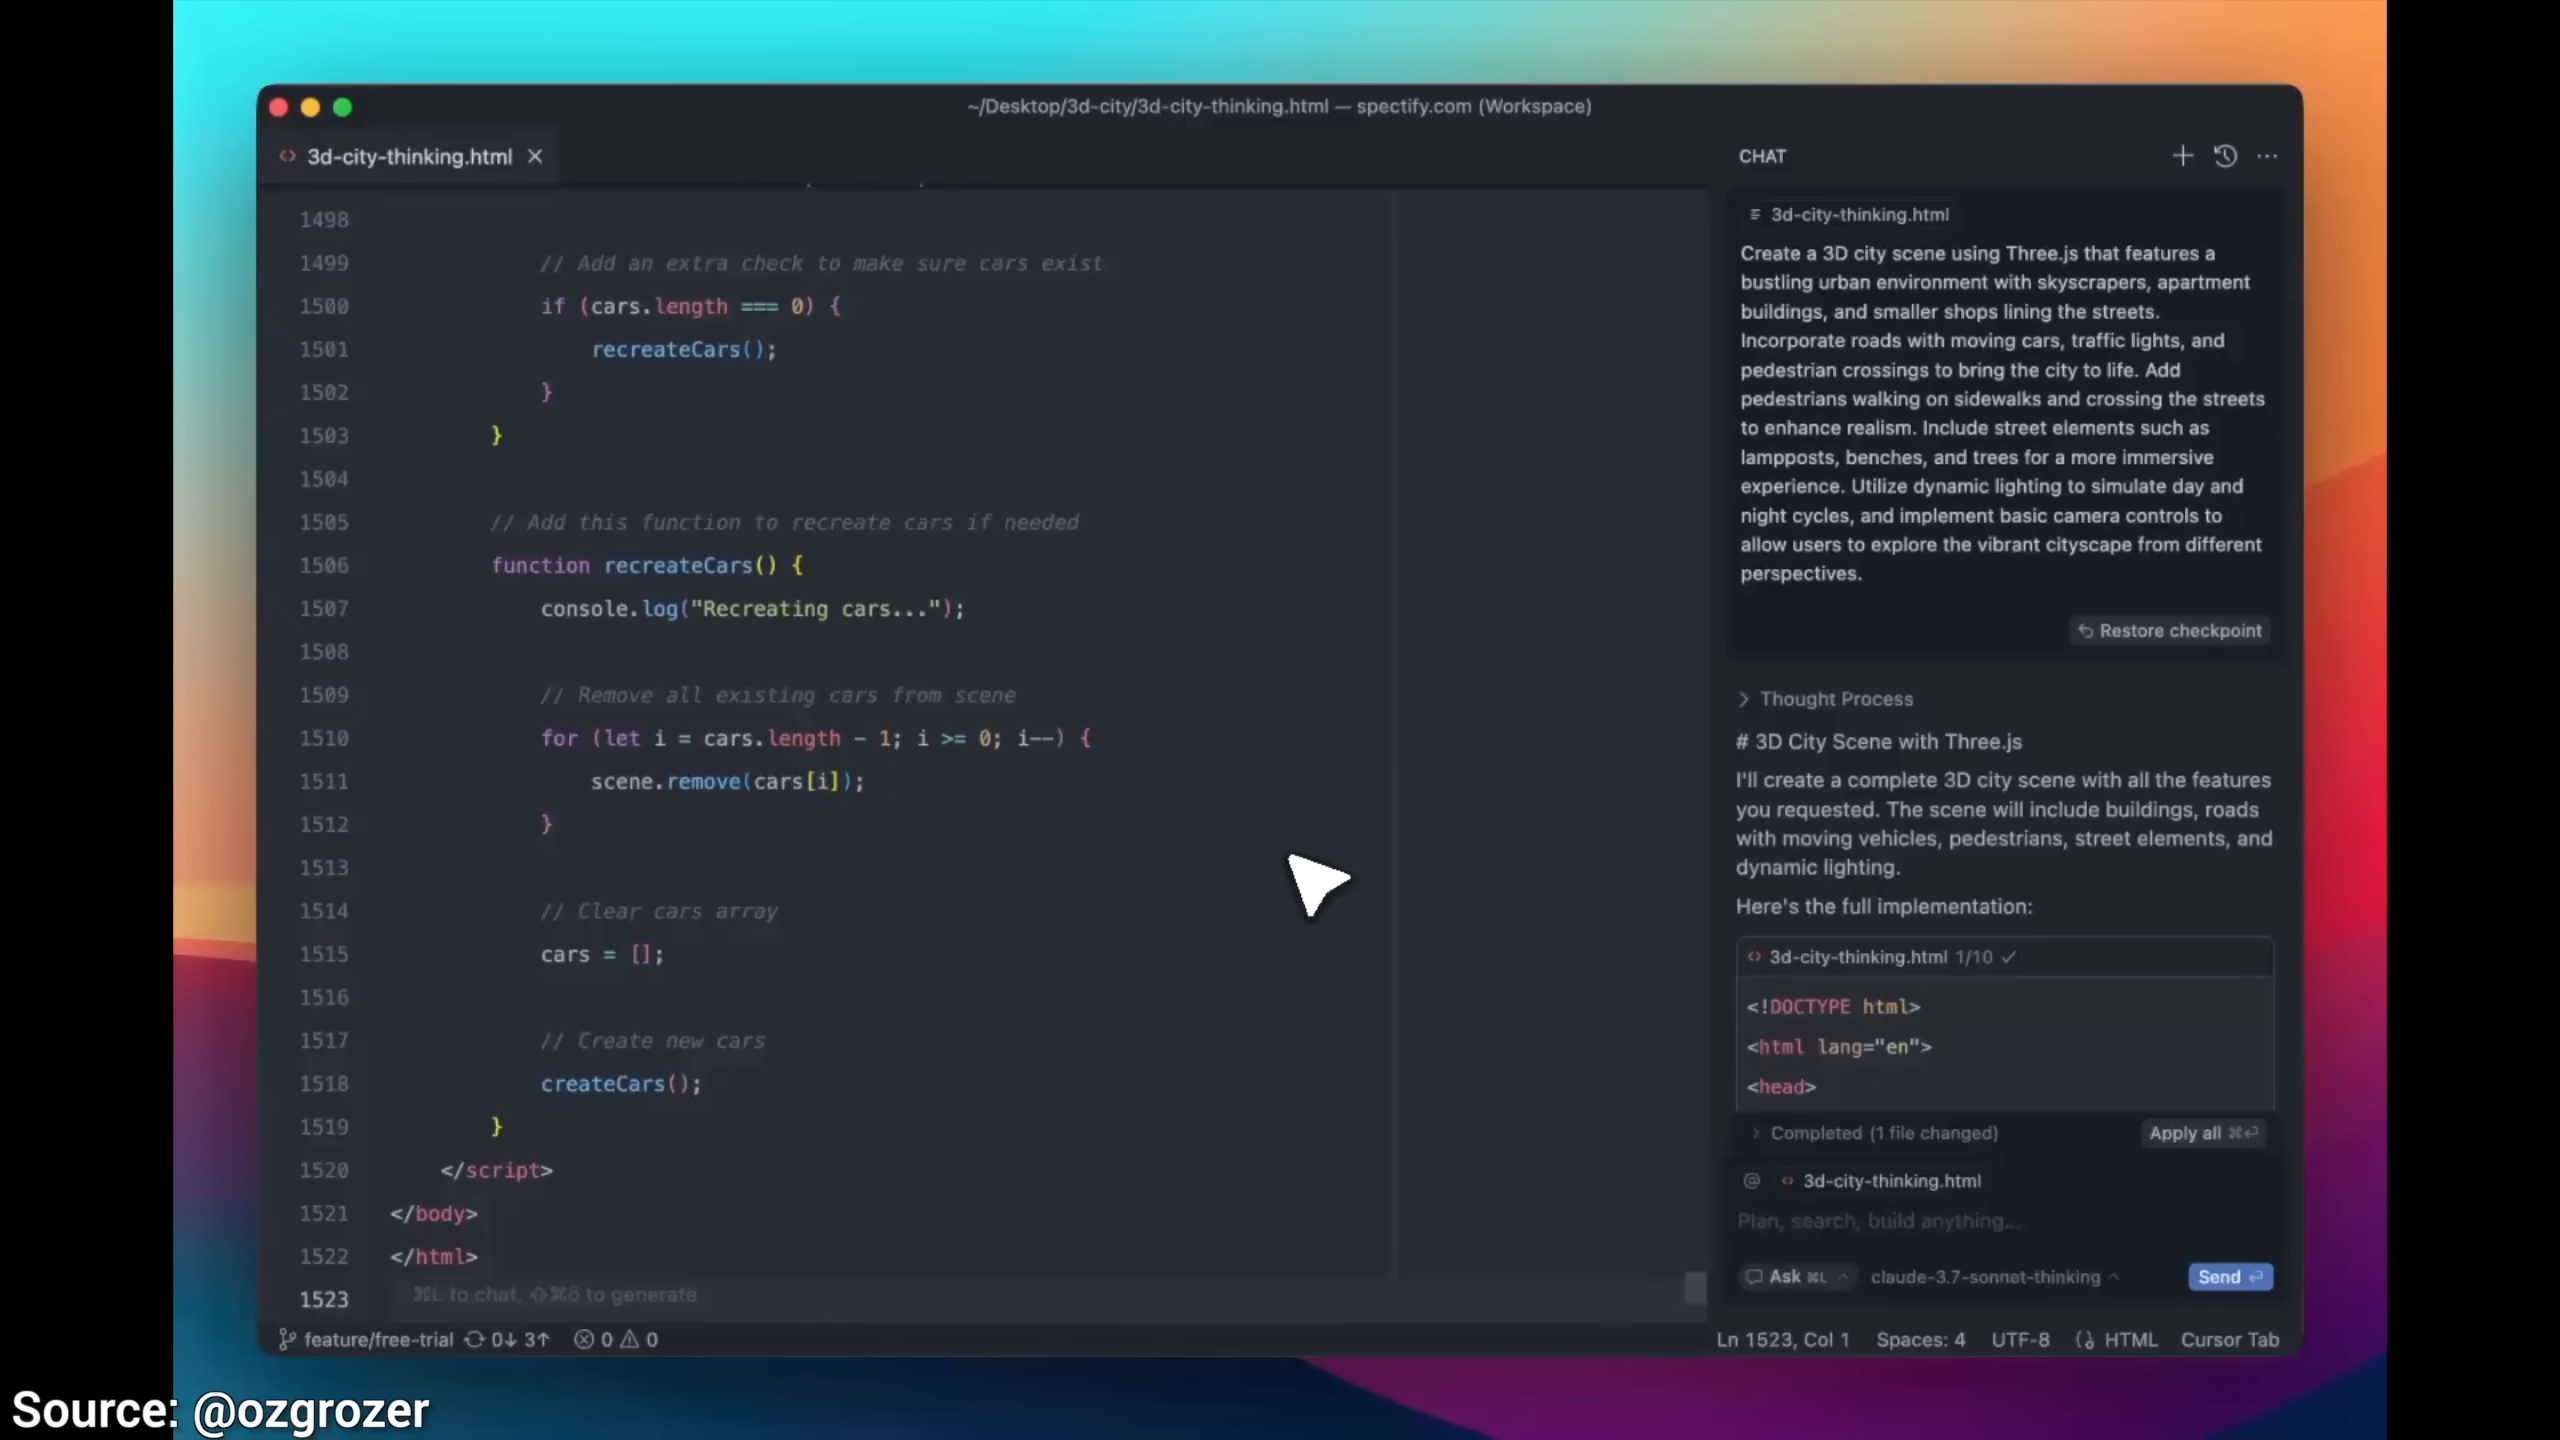 ~/Desktop/3d-city/3d-city-thinking.html — spectify.com (Workspace)
3d-city-thinking.html
1498
1499 // Add an extra check to make sure cars exist
1500 if (cars.length === 0) {
1501 recreateCars();
1502 }
1503 }
1504
1505 // Add this function to recreate cars if needed
1506 function recreateCars() {
1507 console.log("Recreating cars...");
1508
1509 // Remove all existing cars from scene
1510 for (let i = cars.length - 1; i >= 0; i--) {
1511 scene.remove(cars[i]);
1512 }
1513
1514 // Clear cars array
1515 cars = [];
1516
1517 // Create new cars
1518 createCars();
1519 }
1520 </script>
1521 </body>
1522 </html>
1523 ⌘L to chat, ⇧⌘ö to generate
CHAT
3d-city-thinking.html
Create a 3D city scene using Three.js that features a
bustling urban environment with skyscrapers, apartment
buildings, and smaller shops lining the streets.
Incorporate roads with moving cars, traffic lights, and
pedestrian crossings to bring the city to life. Add
pedestrians walking on sidewalks and crossing the streets
to enhance realism. Include street elements such as
lampposts, benches, and trees for a more immersive
experience. Utilize dynamic lighting to simulate day and
night cycles, and implement basic camera controls to
allow users to explore the vibrant cityscape from different
perspectives.
Restore checkpoint
Thought Process
# 3D City Scene with Three.js
I'll create a complete 3D city scene with all the features
you requested. The scene will include buildings, roads
with moving vehicles, pedestrians, street elements, and
dynamic lighting.
Here's the full implementation:
3d-city-thinking.html 1/10
<!DOCTYPE html>
<html lang="en">
<head>
Completed (1 file changed) Apply all ⌘⏎
@ 3d-city-thinking.html
Plan, search, build anything...
Ask ⌘L claude-3.7-sonnet-thinking Send
feature/free-trial 0↓ 3↑ 0 0
Ln 1523, Col 1 Spaces: 4 UTF-8 HTML Cursor Tab
Source: @ozgrozer